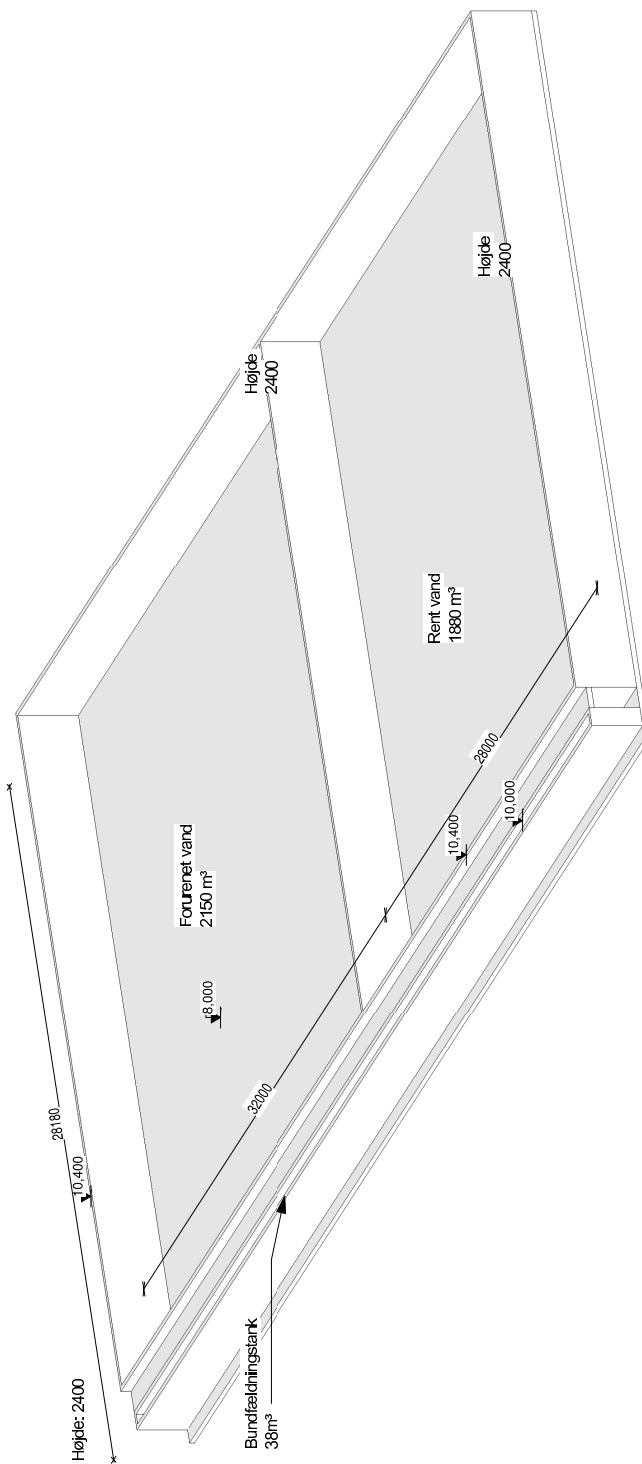 28180
Højde: 2400
10,400
Forurenet vand
2150 m³
8,000
Bundfældningstank
38m³
32000
Højde
2400
Rent vand
1880 m³
10,400
28000
Højde
2400
10,000